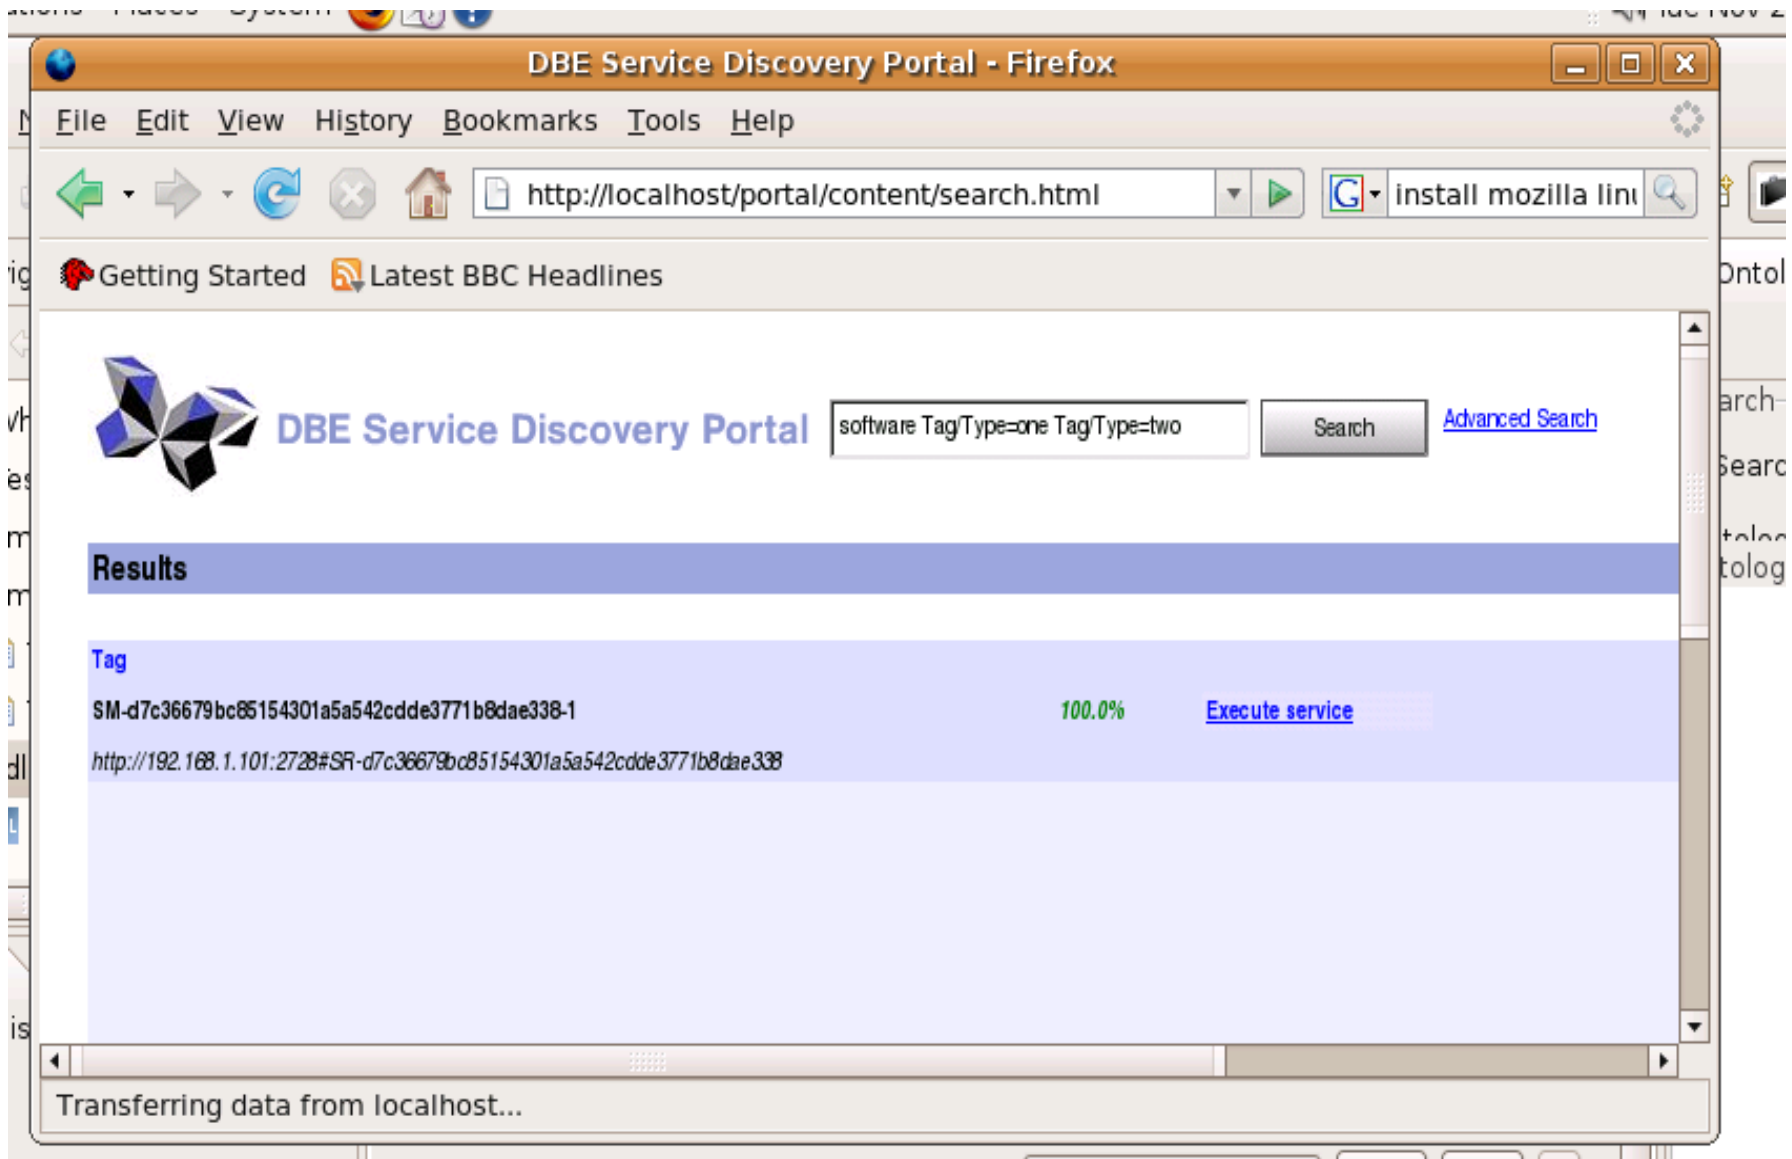 System
DBE Service Discovery Portal - Firefox
File Edit View History Bookmarks Tools Help
http://localhost/portal/content/search.html
G install mozilla linu
Getting Started Latest BBC Headlines
DBE Service Discovery Portal
software Tag/Type=one Tag/Type=two
Search
Advanced Search
Results
Tag
SM-d7c36679bc85154301a5a542cdde3771b8dae338-1 100.0% Execute service
http://192.168.1.101:2728#SR-d7c36679bc85154301a5a542cdde3771b8dae338
Transferring data from localhost...